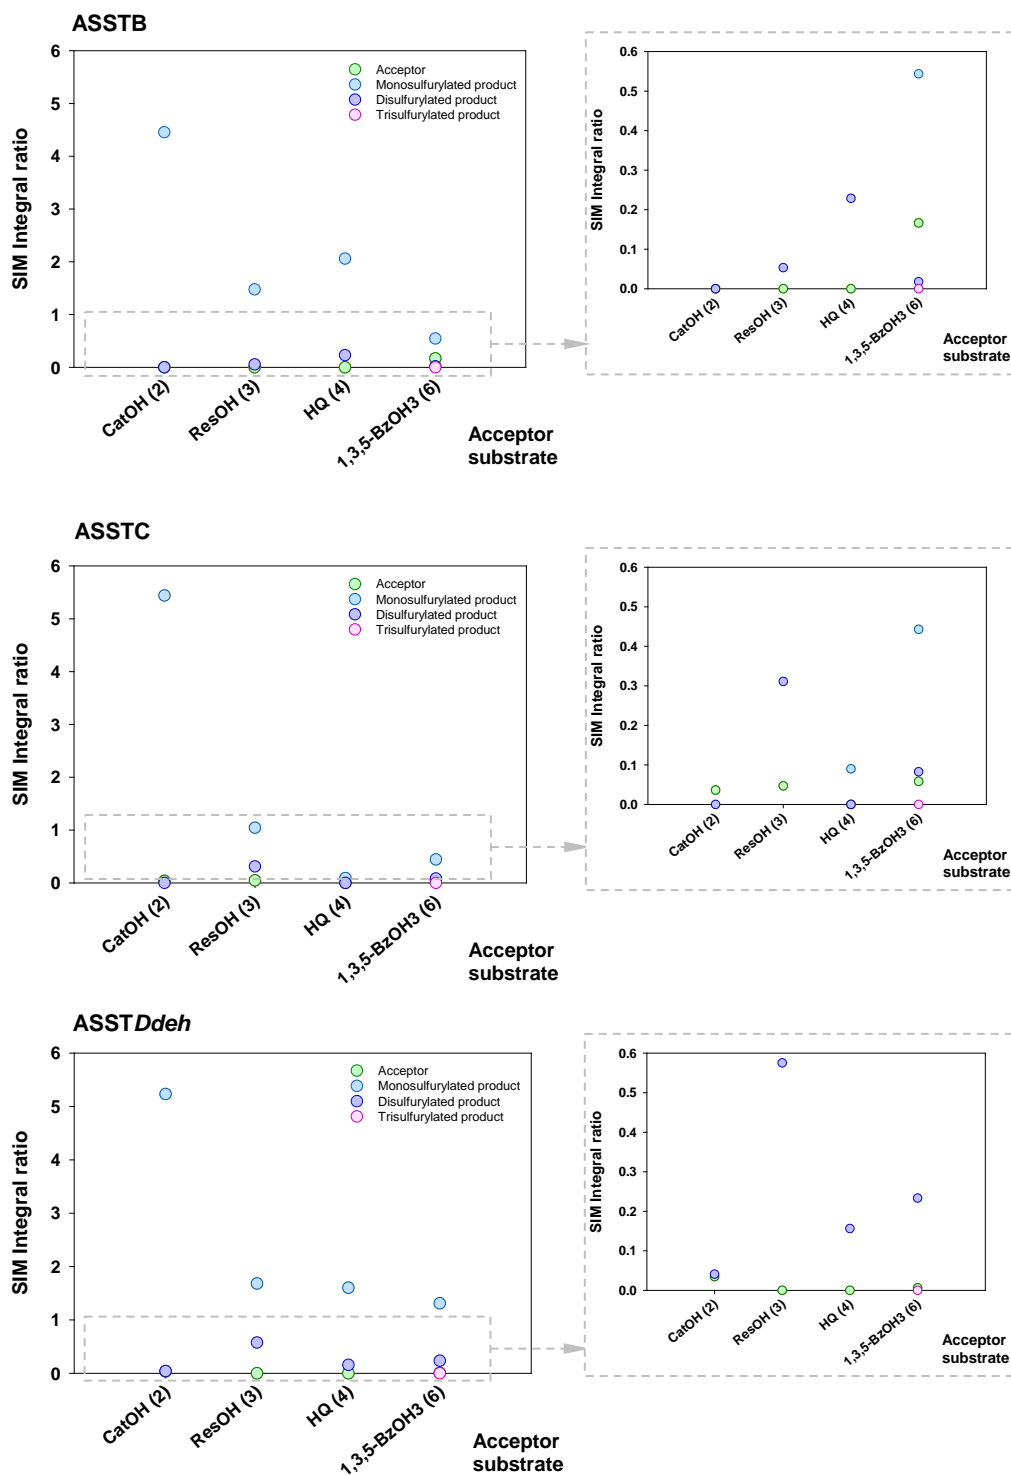 ASSTB
SIM Integral ratio
6
5
4
3
2
1
0
Acceptor
Monosulfurylated product
Disulfurylated product
Trisulfurylated product
CatOH (2)
ResOH (3)
HQ (4)
1,3,5-BzOH3 (6)
Acceptor
substrate
SIM Integral ratio
0.6
0.5
0.4
0.3
0.2
0.1
0.0
CatOH (2)
ResOH (3)
HQ (4)
1,3,5-BzOH3 (6)
Acceptor
substrate
ASSTC
SIM Integral ratio
6
5
4
3
2
1
0
Acceptor
Monosulfurylated product
Disulfurylated product
Trisulfurylated product
CatOH (2)
ResOH (3)
HQ (4)
1,3,5-BzOH3 (6)
Acceptor
substrate
SIM Integral ratio
0.6
0.5
0.4
0.3
0.2
0.1
0.0
CatOH (2)
ResOH (3)
HQ (4)
1,3,5-BzOH3 (6)
Acceptor
substrate
ASSTDdeh
SIM Integral ratio
6
5
4
3
2
1
0
Acceptor
Monosulfurylated product
Disulfurylated product
Trisulfurylated product
CatOH (2)
ResOH (3)
HQ (4)
1,3,5-BzOH3 (6)
Acceptor
substrate
SIM Integral ratio
0.6
0.5
0.4
0.3
0.2
0.1
0.0
CatOH (2)
ResOH (3)
HQ (4)
1,3,5-BzOH3 (6)
Acceptor
substrate